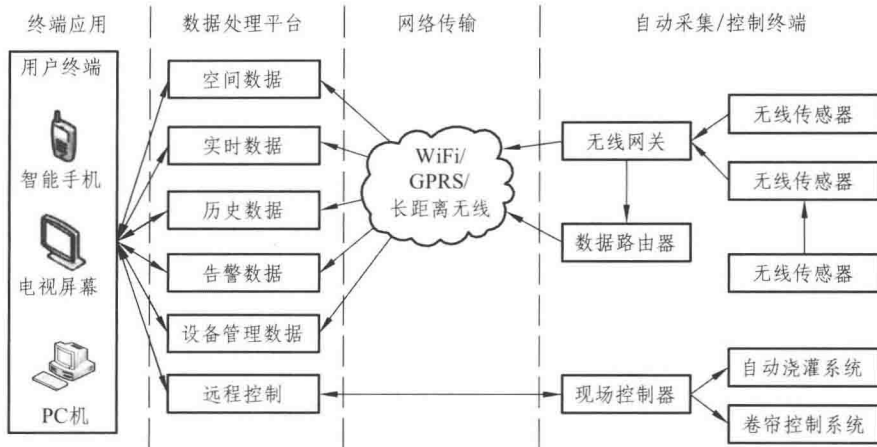 终端应用
数据处理平台
网络传输
自动采集/控制终端
用户终端
智能手机
电视屏幕
PC机
空间数据
实时数据
历史数据
告警数据
设备管理数据
远程控制
WiFi/
GPRS/
长距离无线
无线网关
数据路由器
现场控制器
无线传感器
无线传感器
无线传感器
自动浇灌系统
卷帘控制系统